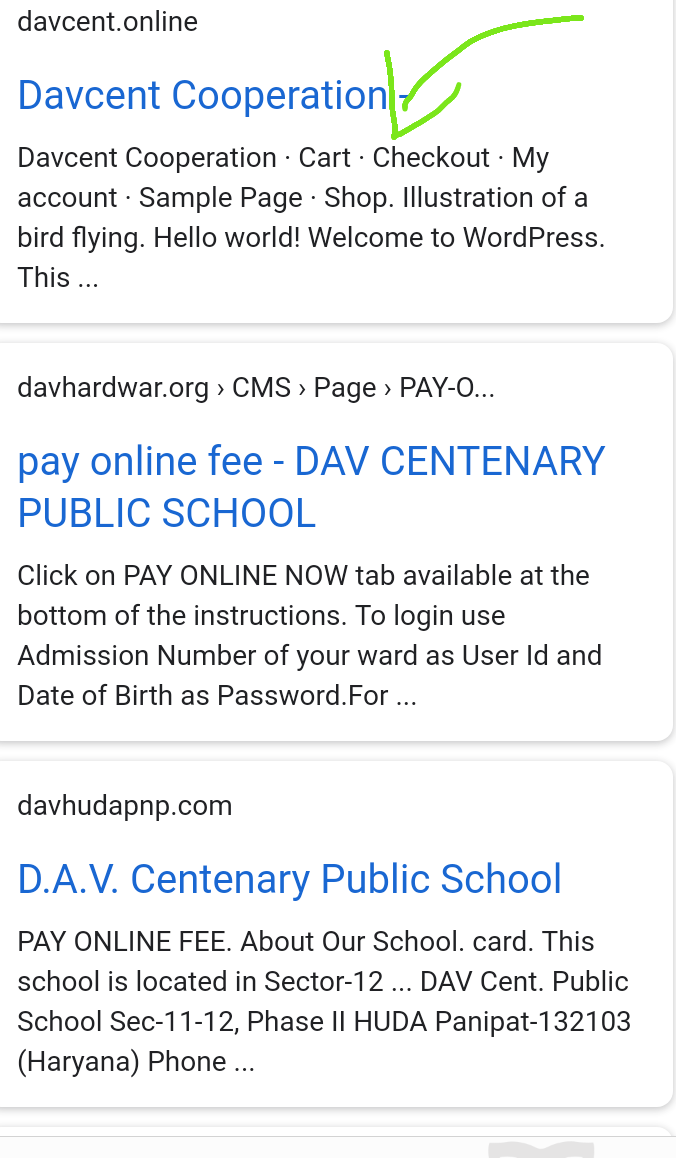 davcent.online
Davcent Cooperation -
Davcent Cooperation · Cart · Checkout · My
account · Sample Page · Shop. Illustration of a
bird flying. Hello world! Welcome to WordPress.
This ...
davhardwar.org › CMS › Page › PAY-O...
pay online fee - DAV CENTENARY
PUBLIC SCHOOL
Click on PAY ONLINE NOW tab available at the
bottom of the instructions. To login use
Admission Number of your ward as User Id and
Date of Birth as Password.For ...
davhudapnp.com
D.A.V. Centenary Public School
PAY ONLINE FEE. About Our School. card. This
school is located in Sector-12 ... DAV Cent. Public
School Sec-11-12, Phase II HUDA Panipat-132103
(Haryana) Phone ...